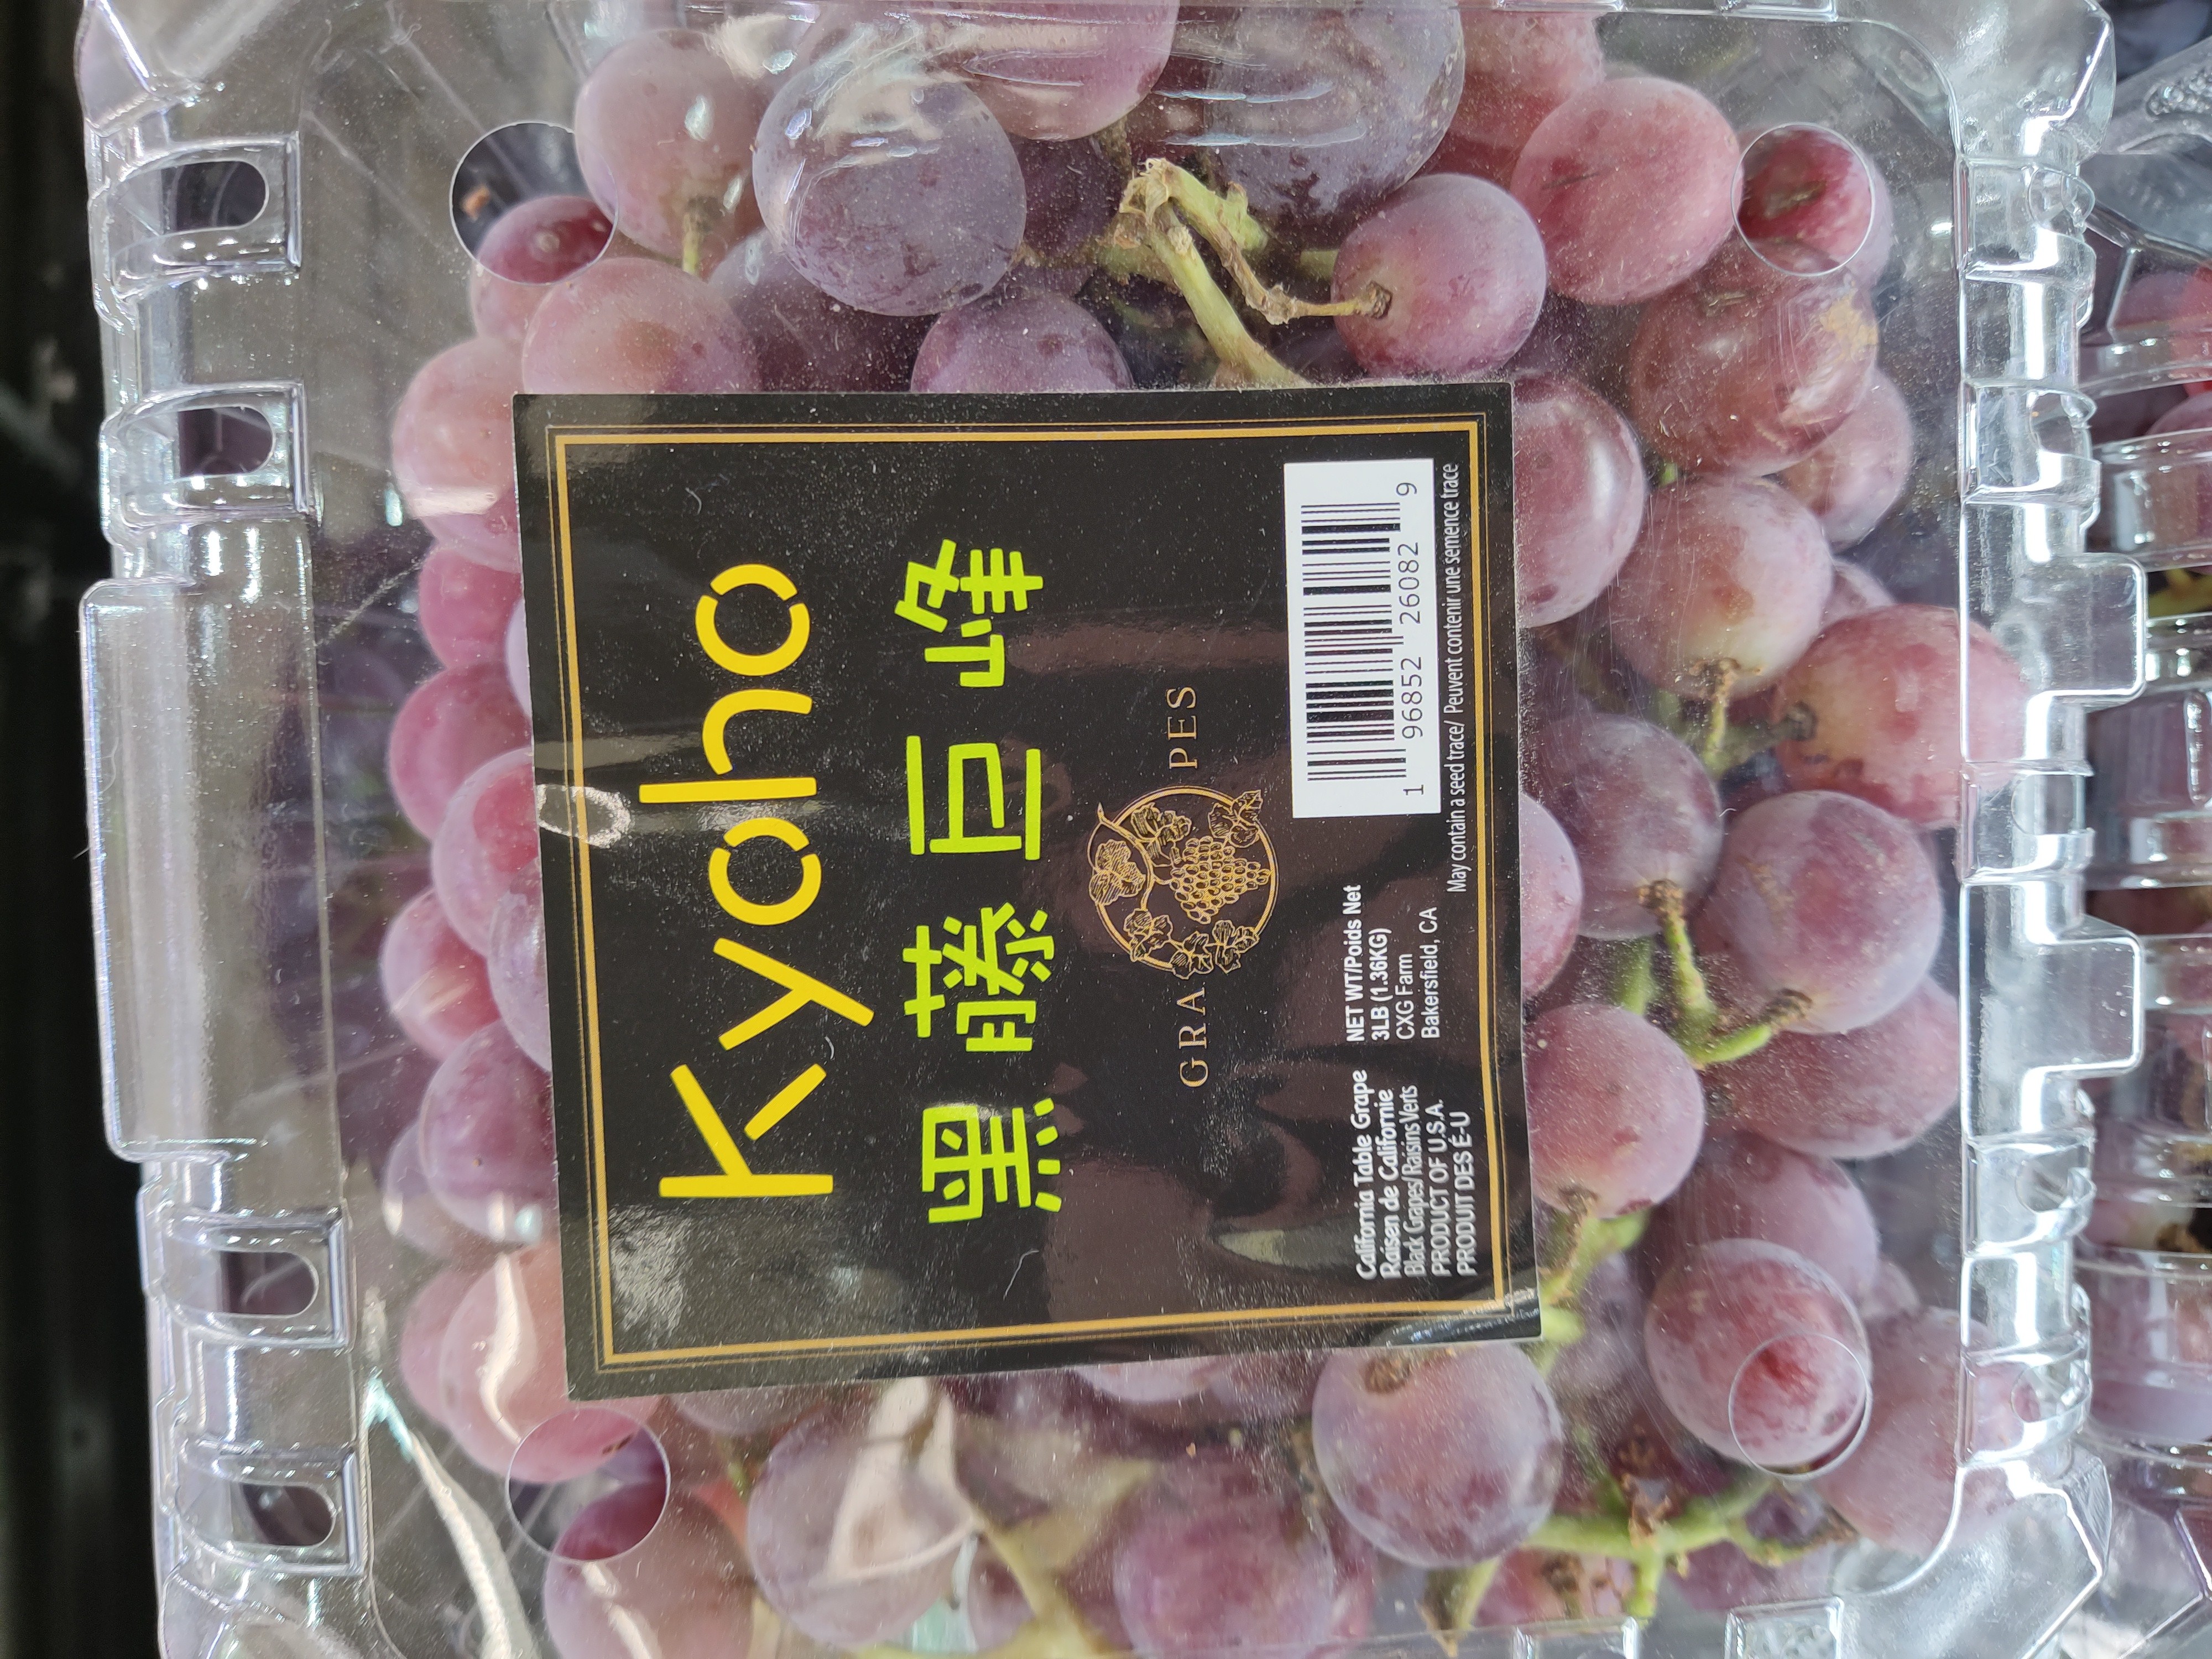 Kyoho
黑藤巨峰
GRAPES
California Table Grape
Raisen de Californie
Black Grapes/Raisins Verts
PRODUCT OF U.S.A.
PRODUIT DES É-U
NET WT/Poids Net
3LB (1.36KG)
CXG Farm
Bakersfield, CA
1 96852 26082 9
May contain a seed trace/ Peuvent contenir une semence trace